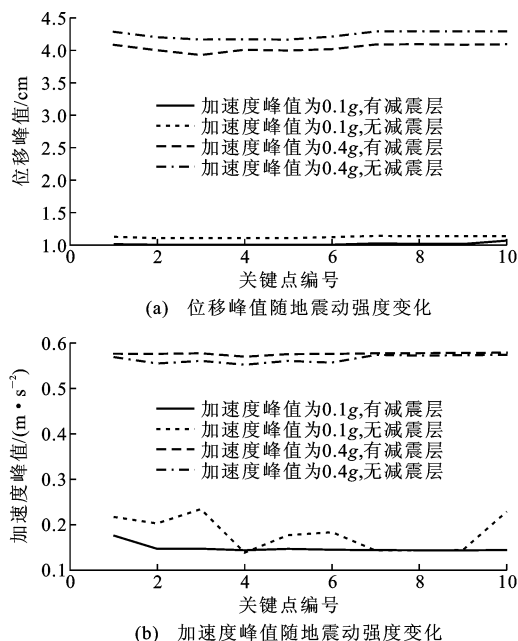 4.5
4.0
3.5
3.0
2.5
2.0
1.5
1.0
位移峰值/cm
加速度峰值为0.1g,有减震层
加速度峰值为0.1g,无减震层
加速度峰值为0.4g,有减震层
加速度峰值为0.4g,无减震层
0 2 4 6 8 10
关键点编号
(a) 位移峰值随地震动强度变化
0.6
0.5
0.4
0.3
0.2
0.1
加速度峰值/(m·s⁻²)
加速度峰值为0.1g,有减震层
加速度峰值为0.1g,无减震层
加速度峰值为0.4g,有减震层
加速度峰值为0.4g,无减震层
0 2 4 6 8 10
关键点编号
(b) 加速度峰值随地震动强度变化